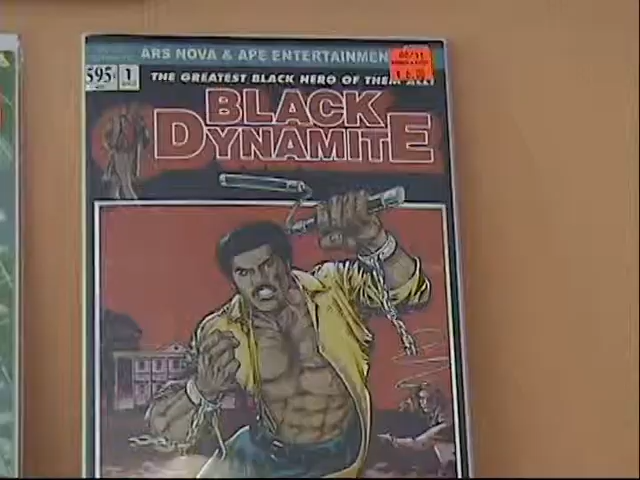 ARS NOVA & APE ENTERTAINMEN
595¢ 1
THE GREATEST BLACK HERO OF THEM ALL!
BLACK
DYNAMITE